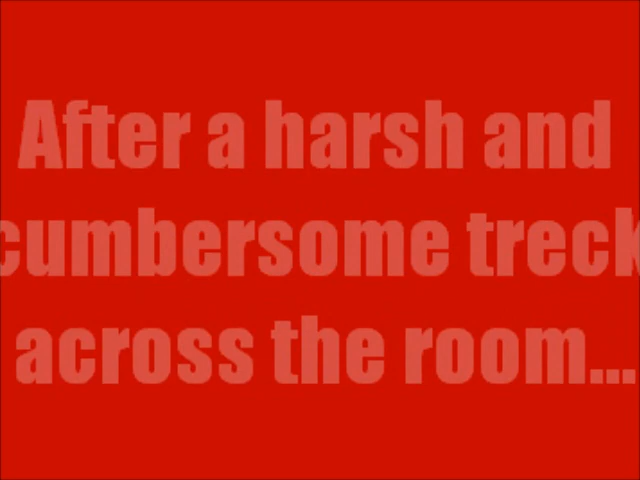 After a harsh and
cumbersome treck
across the room...